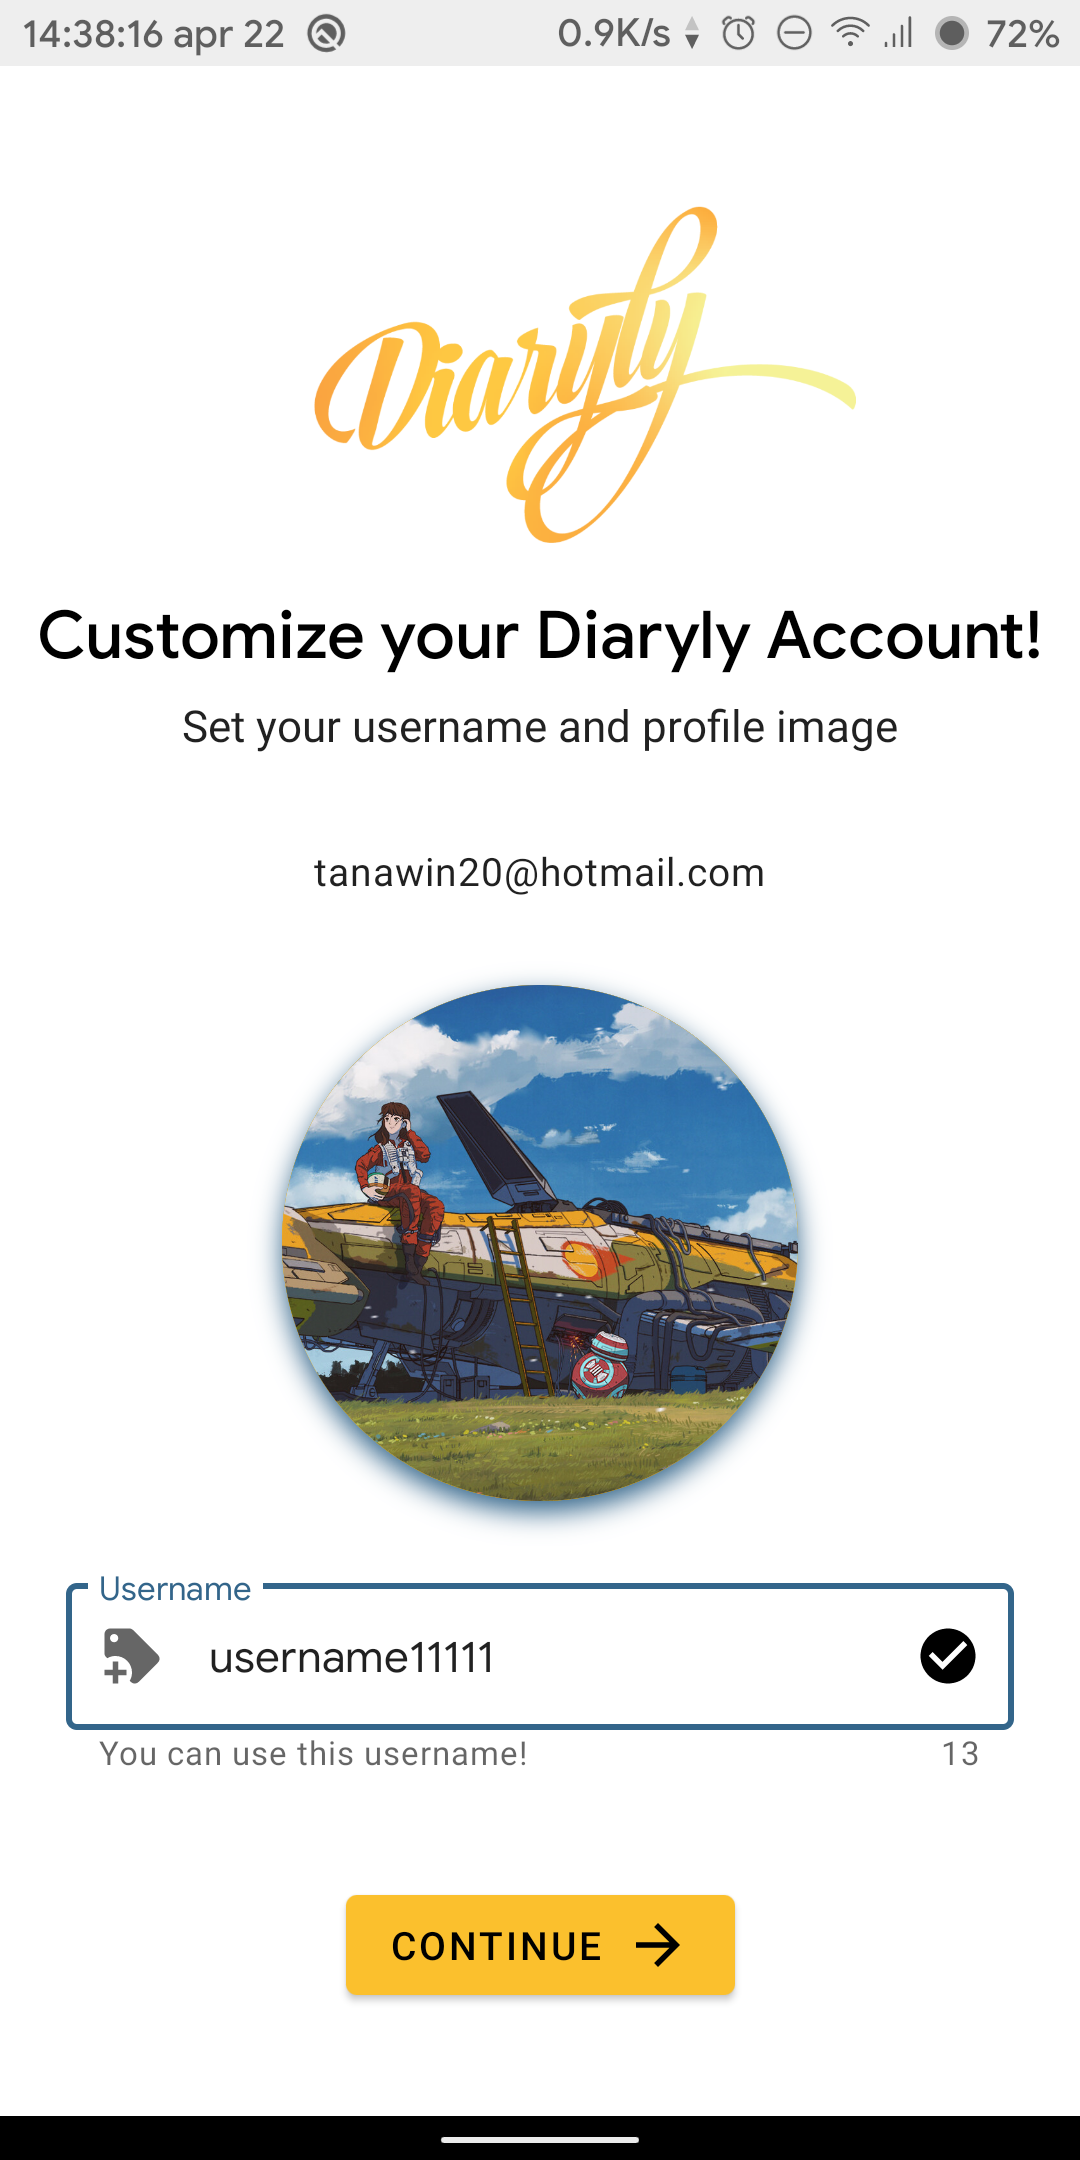 14:38:16 apr 22 0.9K/s 72%
Diaryly
Customize your Diaryly Account!
Set your username and profile image
tanawin20@hotmail.com
Username
username11111
You can use this username! 13
CONTINUE